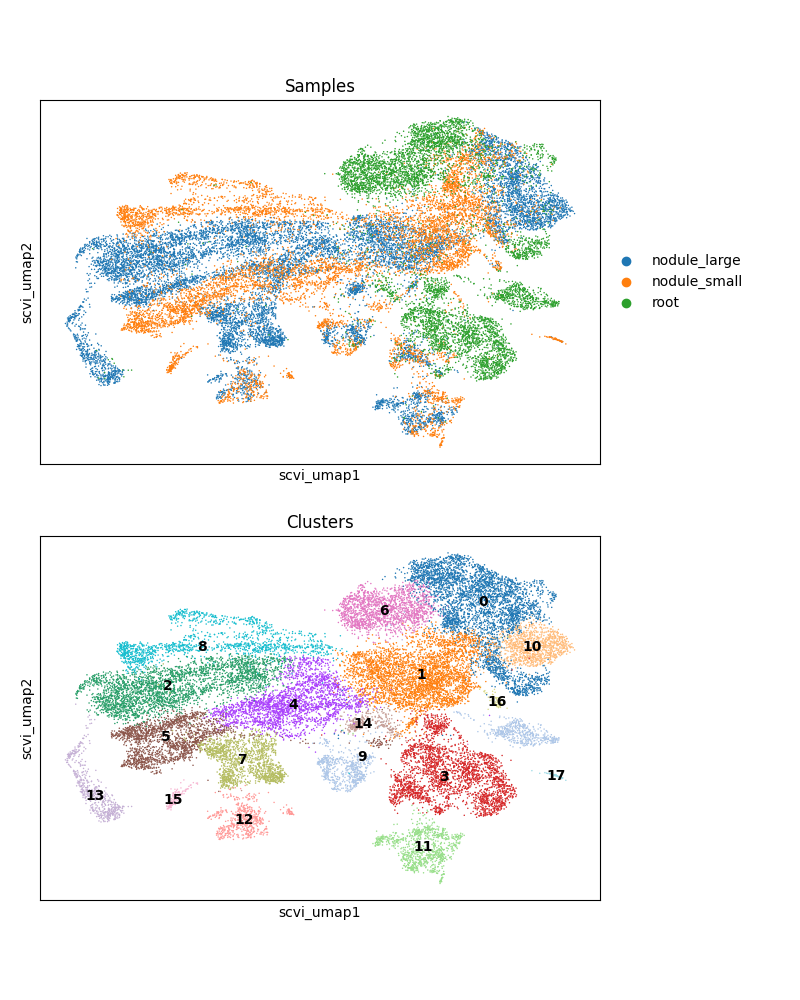 Samples
scvi_umap2
scvi_umap1
nodule_large
nodule_small
root
Clusters
scvi_umap2
scvi_umap1
0
6
8
10
1
2
16
4
14
5
9
7
3
17
13
15
12
11